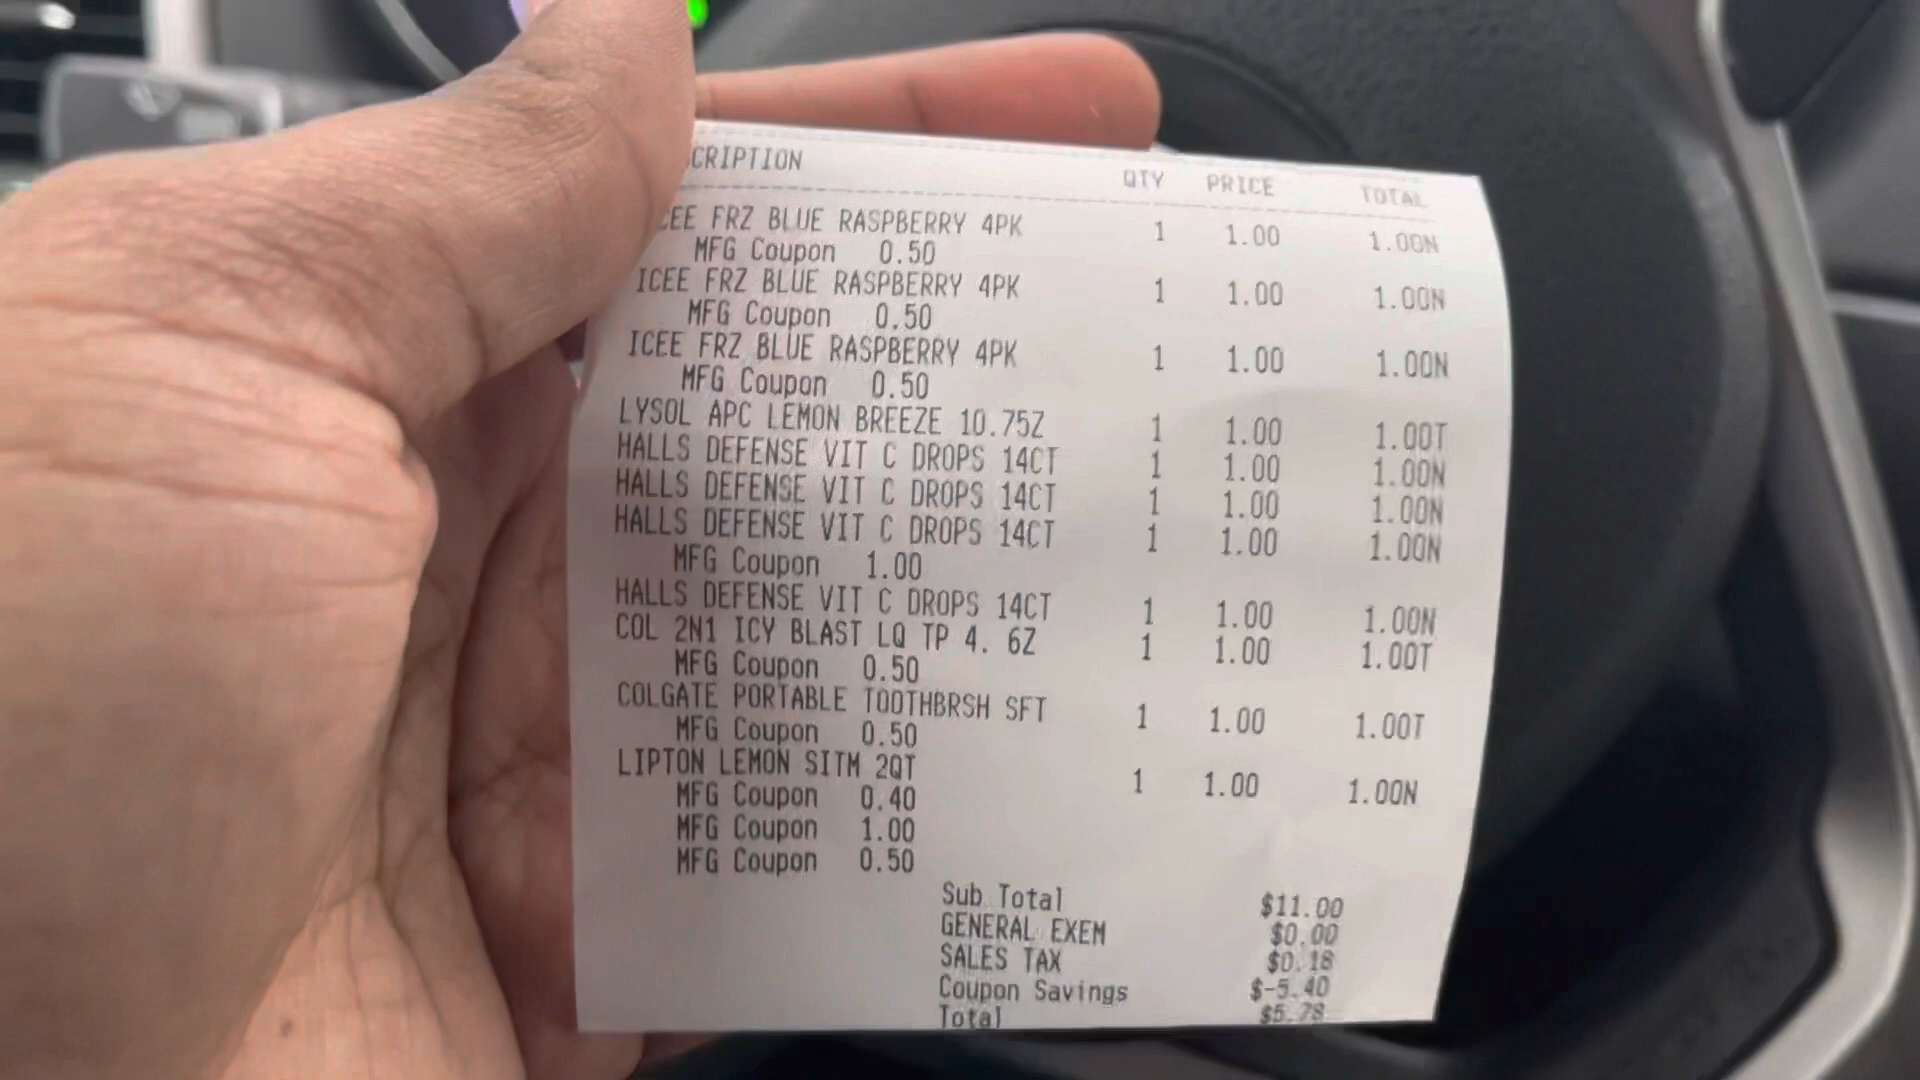 CRIPTION QTY PRICE TOTAL
CEE FRZ BLUE RASPBERRY 4PK 1 1.00 1.00N
MFG Coupon 0.50
ICEE FRZ BLUE RASPBERRY 4PK 1 1.00 1.00N
MFG Coupon 0.50
ICEE FRZ BLUE RASPBERRY 4PK 1 1.00 1.00N
MFG Coupon 0.50
LYSOL APC LEMON BREEZE 10.75Z 1 1.00 1.00T
HALLS DEFENSE VIT C DROPS 14CT 1 1.00 1.00N
HALLS DEFENSE VIT C DROPS 14CT 1 1.00 1.00N
HALLS DEFENSE VIT C DROPS 14CT 1 1.00 1.00N
MFG Coupon 1.00
HALLS DEFENSE VIT C DROPS 14CT 1 1.00 1.00N
COL 2N1 ICY BLAST LQ TP 4. 6Z 1 1.00 1.00T
MFG Coupon 0.50
COLGATE PORTABLE TOOTHBRSH SFT 1 1.00 1.00T
MFG Coupon 0.50
LIPTON LEMON SITM 2QT 1 1.00 1.00N
MFG Coupon 0.40
MFG Coupon 1.00
MFG Coupon 0.50
Sub Total $11.00
GENERAL EXEM $0.00
SALES TAX $0.18
Coupon Savings $-5.40
Total $5.78